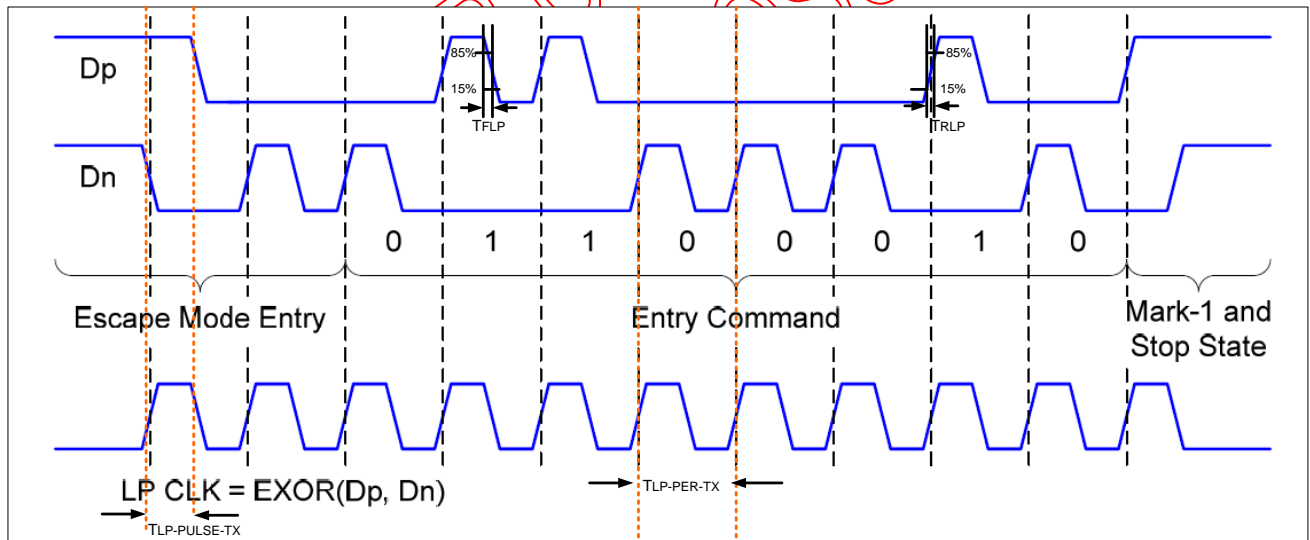 Dp
85%
15%
TFLP
85%
15%
TRLP
Dn
0 1 1 0 0 0 1 0
Escape Mode Entry
Entry Command
Mark-1 and
Stop State
LP CLK = EXOR(Dp, Dn)
TLP-PER-TX
TLP-PULSE-TX